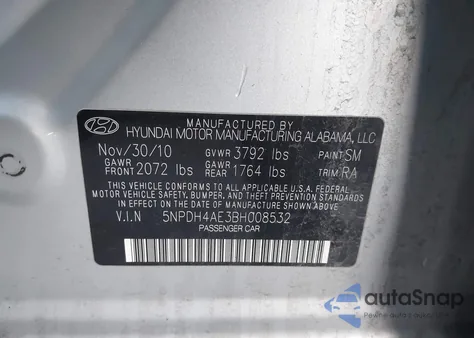 MANUFACTURED BY
HYUNDAI MOTOR MANUFACTURING ALABAMA, LLC
Nov/30/10 GVWR 3792 lbs PAINT SM
GAWR FRONT 2072 lbs GAWR REAR 1764 lbs TRIM RA
THIS VEHICLE CONFORMS TO ALL APPLICABLE U.S. FEDERAL
MOTOR VEHICLE SAFETY, BUMPER, AND THEFT PREVENTION STANDARDS
IN EFFECT ON THE DATE OF MANUFACTURE SHOWN ABOVE.
V.I.N 5NPDH4AE3BH008532
PASSENGER CAR
autoSnap